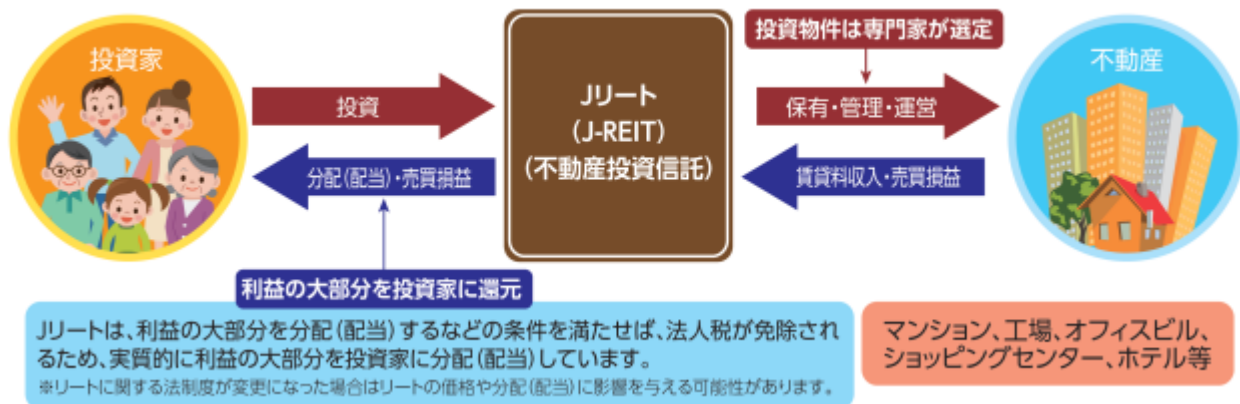 投資家
投資
分配(配当)・売買損益
利益の大部分を投資家に還元
Jリート
(J-REIT)
(不動産投資信託)
投資物件は専門家が選定
保有・管理・運営
賃貸料収入・売買損益
不動産
Jリートは、利益の大部分を分配(配当)するなどの条件を満たせば、法人税が免除され
るため、実質的に利益の大部分を投資家に分配(配当)しています。
※リートに関する法制度が変更になった場合はリートの価格や分配(配当)に影響を与える可能性があります。
マンション、工場、オフィスビル、
ショッピングセンター、ホテル等